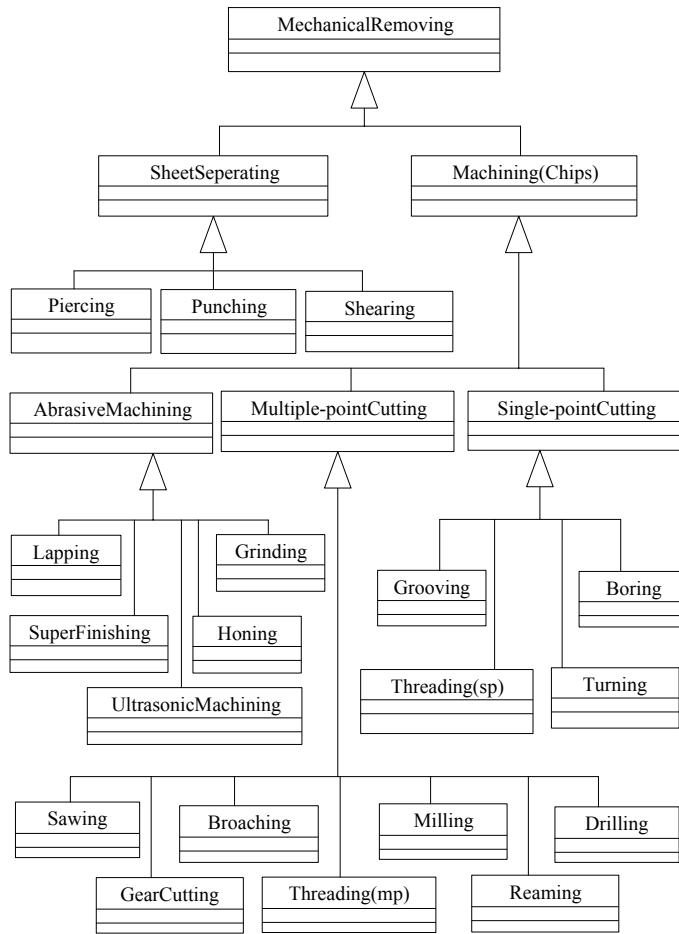 MechanicalRemoving
SheetSeperating
Machining(Chips)
Piercing
Punching
Shearing
AbrasiveMachining
Multiple-pointCutting
Single-pointCutting
Lapping
Grinding
Grooving
Boring
SuperFinishing
Honing
Threading(sp)
Turning
UltrasonicMachining
Sawing
Broaching
Milling
Drilling
GearCutting
Threading(mp)
Reaming